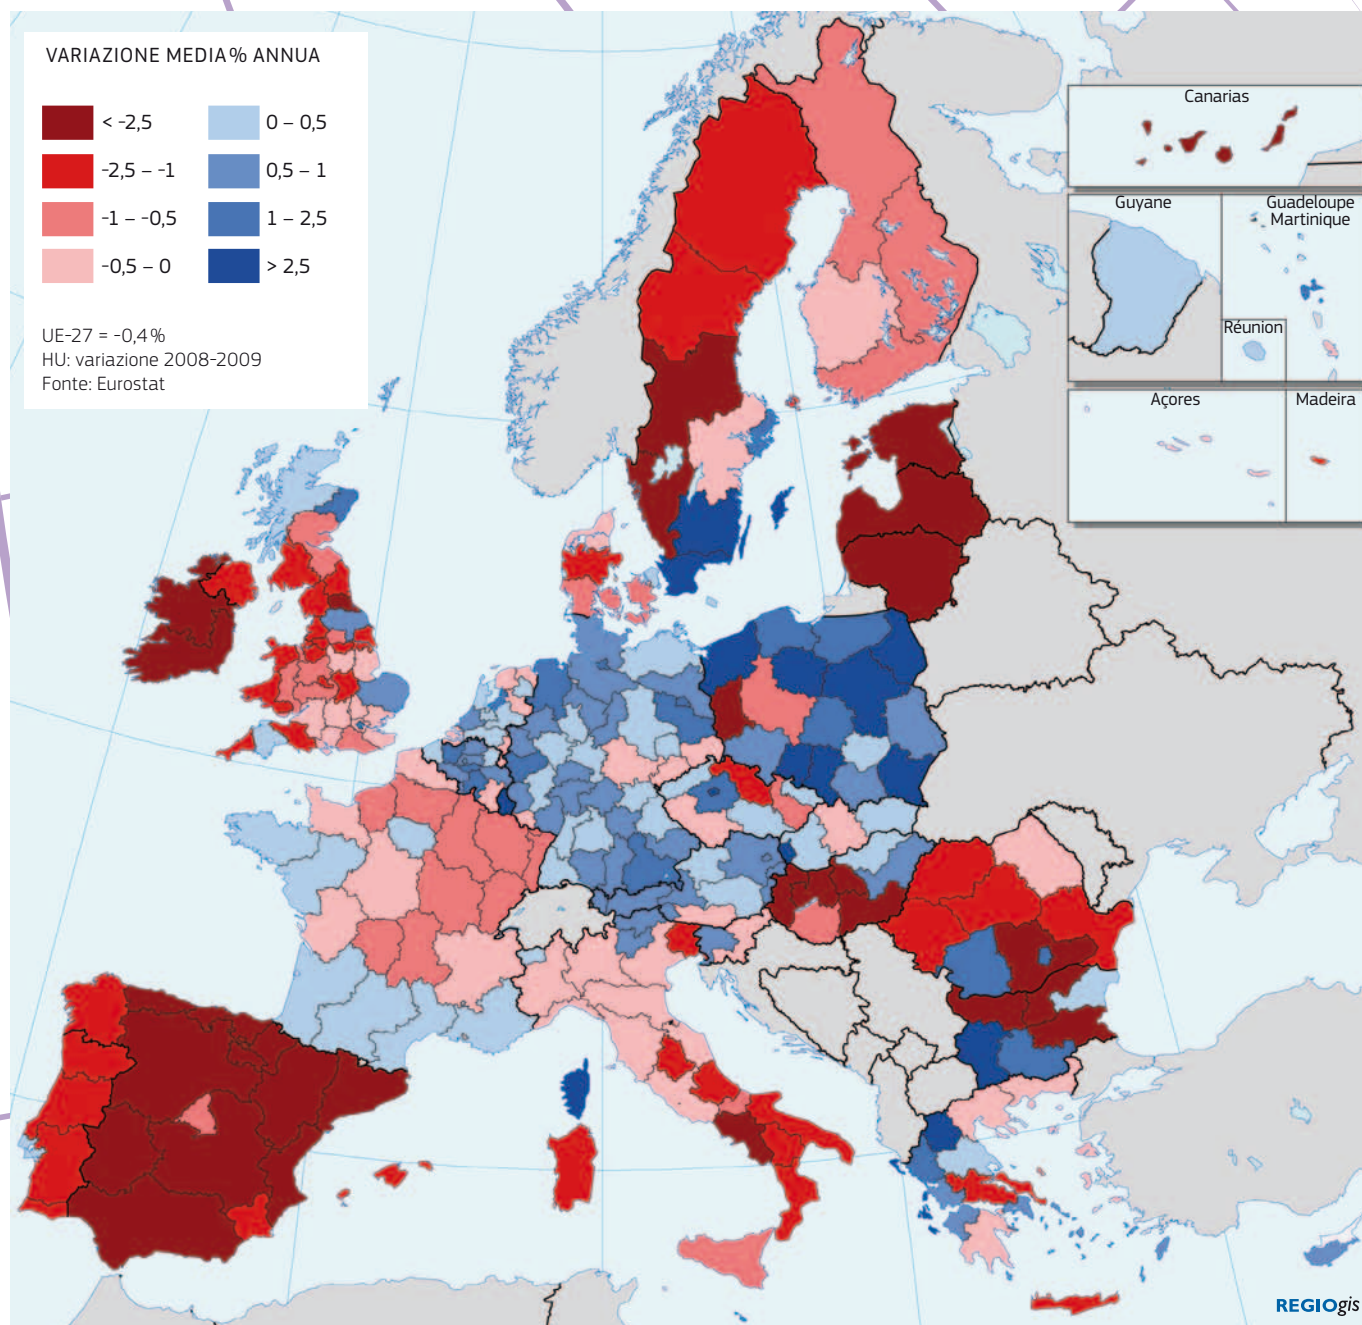 VARIAZIONE MEDIA% ANNUA
< -2,5
-2,5 – -1
-1 – -0,5
-0,5 – 0
0 – 0,5
0,5 – 1
1 – 2,5
> 2,5
UE-27 = -0,4%
HU: variazione 2008-2009
Fonte: Eurostat
Canarias
Guyane
Guadeloupe
Martinique
Réunion
Açores
Madeira
REGIOgis